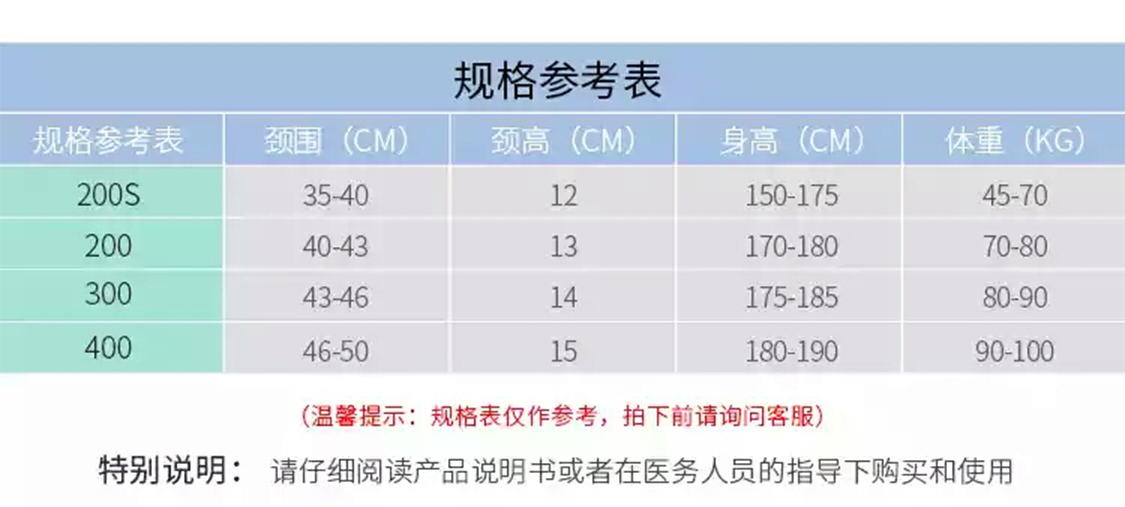 规格参考表
规格参考表 颈围（CM） 颈高（CM） 身高（CM） 体重（KG）
200S 35-40 12 150-175 45-70
200 40-43 13 170-180 70-80
300 43-46 14 175-185 80-90
400 46-50 15 180-190 90-100
（温馨提示：规格表仅作参考，拍下前请询问客服）
特别说明： 请仔细阅读产品说明书或者在医务人员的指导下购买和使用